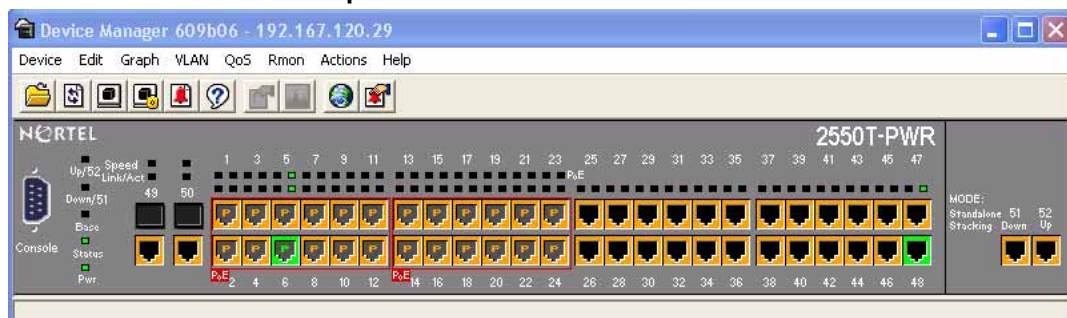 Device Manager 609b06 - 192.167.120.29
Device Edit Graph VLAN QoS Rmon Actions Help
NORTEL
2550T-PWR
Up/52
Speed
Link/Act
Down/51
Base
Status
Pwr
Console
49 50
1 3 5 7 9 11 13 15 17 19 21 23 25 27 29 31 33 35 37 39 41 43 45 47
PoE
P P P P P P P P P P P P
P P P P P P P P P P P P
PoE
PoE
2 4 6 8 10 12 14 16 18 20 22 24 26 28 30 32 34 36 38 40 42 44 46 48
MODE:
Standalone 51 52
Stacking Down Up